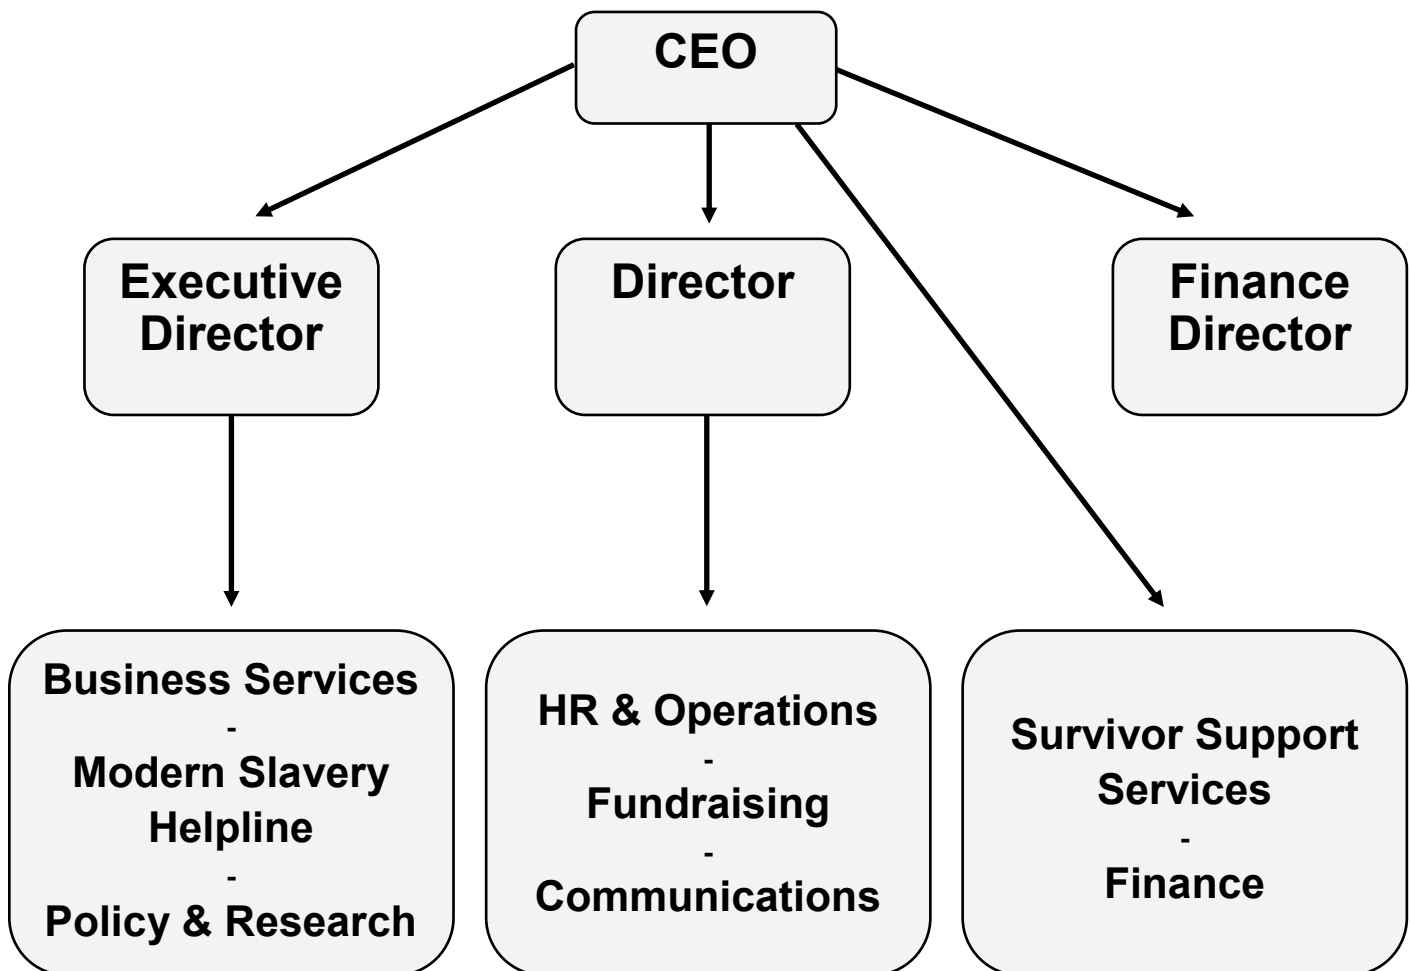 CEO
Executive
Director
Director
Finance
Director
Business Services
-
Modern Slavery
Helpline
-
Policy & Research
HR & Operations
-
Fundraising
-
Communications
Survivor Support
Services
-
Finance